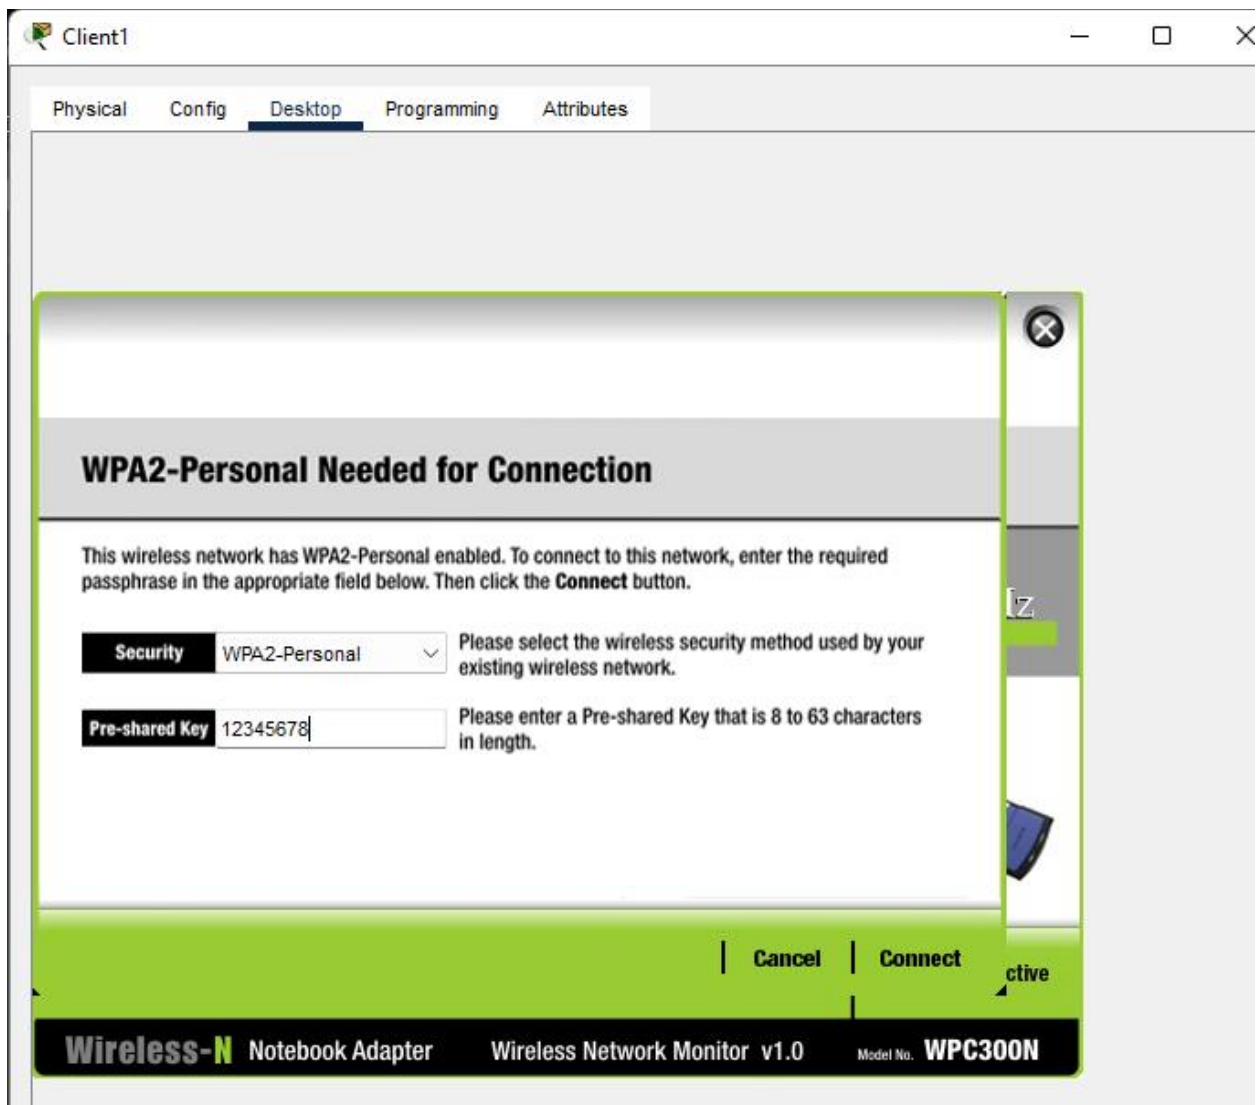 Client1
Physical Config Desktop Programming Attributes
WPA2-Personal Needed for Connection
This wireless network has WPA2-Personal enabled. To connect to this network, enter the required
passphrase in the appropriate field below. Then click the Connect button.
Security WPA2-Personal
Please select the wireless security method used by your
existing wireless network.
Pre-shared Key 12345678
Please enter a Pre-shared Key that is 8 to 63 characters
in length.
Cancel Connect
Wireless-N Notebook Adapter Wireless Network Monitor v1.0 Model No. WPC300N